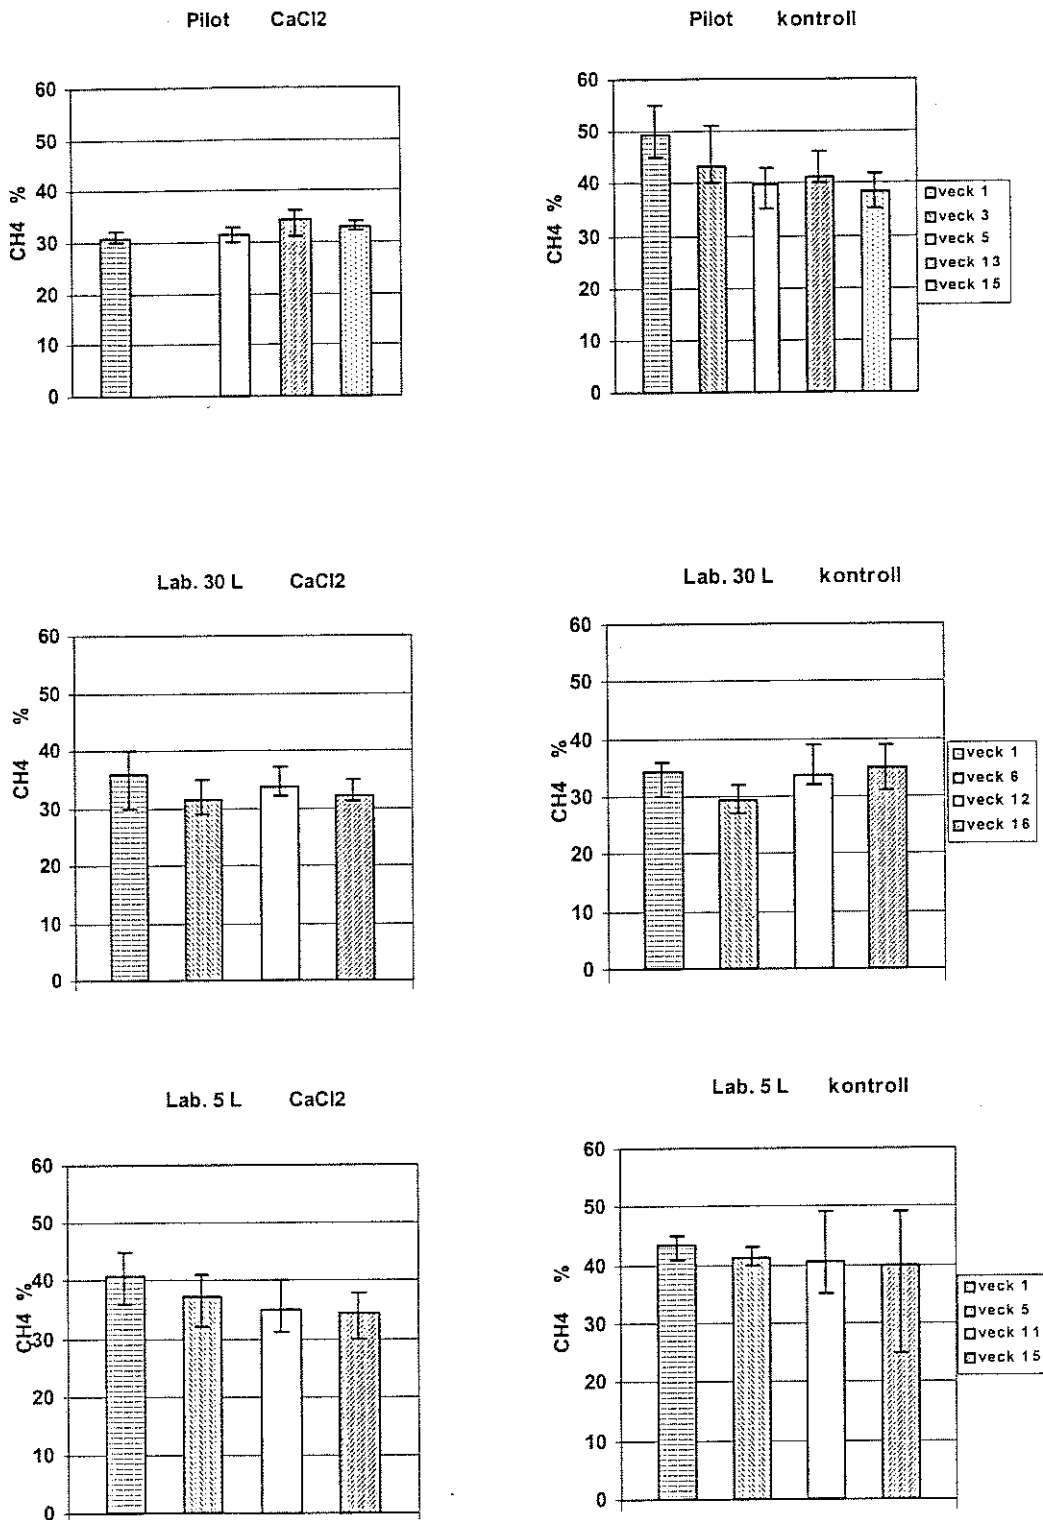 Pilot CaCl2
60
50
40
30
20
10
0
CH4 %
Pilot kontroll
60
50
40
30
20
10
0
CH4 %
veck 1
veck 3
veck 5
veck 13
veck 15
Lab. 30 L CaCl2
60
50
40
30
20
10
0
CH4 %
Lab. 30 L kontroll
60
50
40
30
20
10
0
CH4 %
veck 1
veck 6
veck 12
veck 16
Lab. 5 L CaCl2
60
50
40
30
20
10
0
CH4 %
Lab. 5 L kontroll
60
50
40
30
20
10
0
CH4 %
veck 1
veck 5
veck 11
veck 15